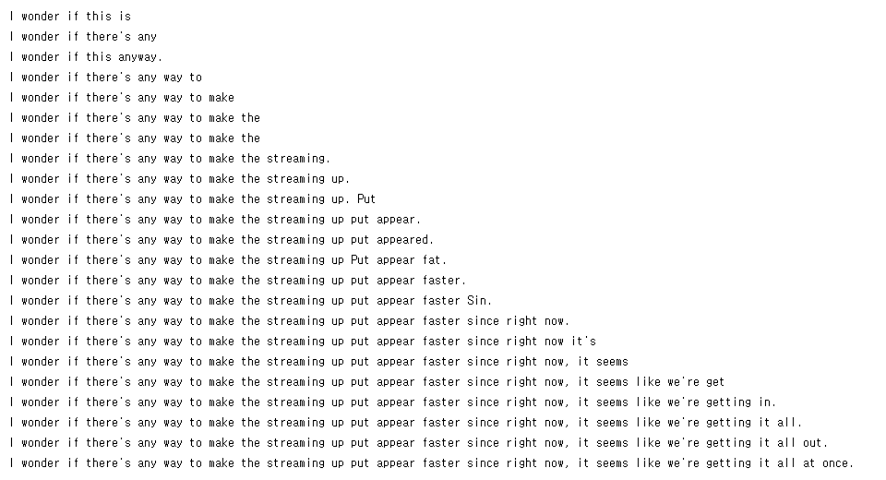 I wonder if this is
I wonder if there's any
I wonder if this anyway.
I wonder if there's any way to
I wonder if there's any way to make
I wonder if there's any way to make the
I wonder if there's any way to make the
I wonder if there's any way to make the streaming.
I wonder if there's any way to make the streaming up.
I wonder if there's any way to make the streaming up. Put
I wonder if there's any way to make the streaming up put appear.
I wonder if there's any way to make the streaming up put appeared.
I wonder if there's any way to make the streaming up Put appear fat.
I wonder if there's any way to make the streaming up put appear faster.
I wonder if there's any way to make the streaming up put appear faster Sin.
I wonder if there's any way to make the streaming up put appear faster since right now.
I wonder if there's any way to make the streaming up put appear faster since right now it's
I wonder if there's any way to make the streaming up put appear faster since right now, it seems
I wonder if there's any way to make the streaming up put appear faster since right now, it seems like we're get
I wonder if there's any way to make the streaming up put appear faster since right now, it seems like we're getting in.
I wonder if there's any way to make the streaming up put appear faster since right now, it seems like we're getting it all.
I wonder if there's any way to make the streaming up put appear faster since right now, it seems like we're getting it all out.
I wonder if there's any way to make the streaming up put appear faster since right now, it seems like we're getting it all at once.